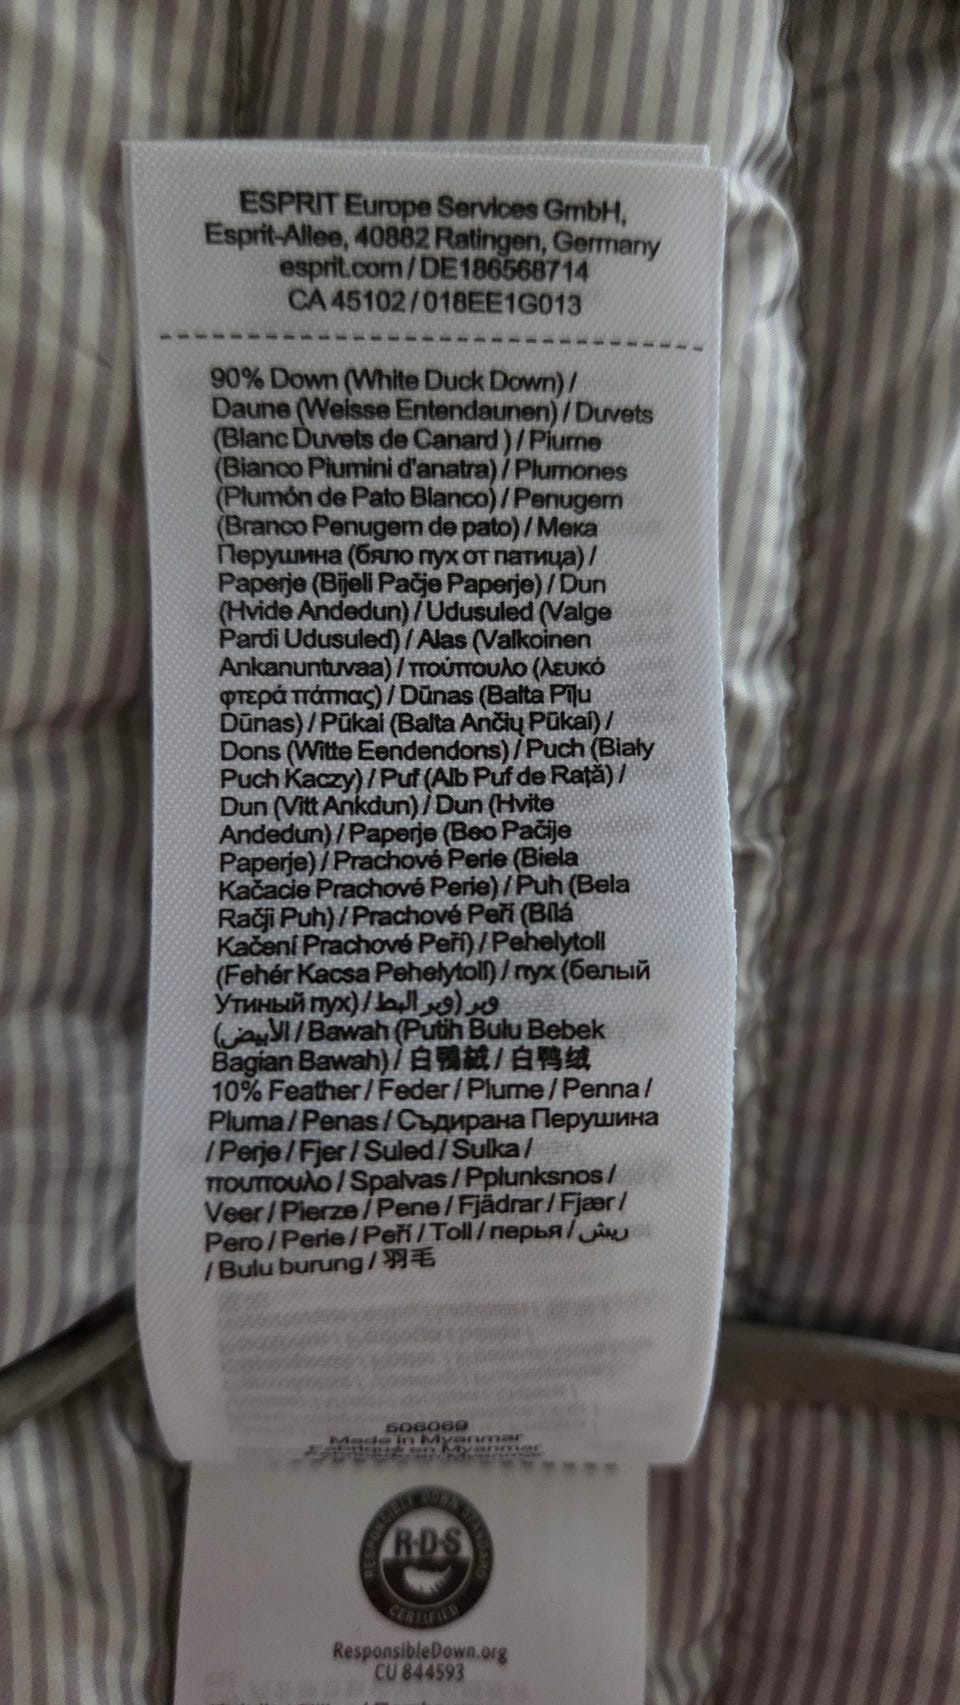 ESPRIT Europe Services GmbH,
Esprit-Allee, 40882 Ratingen, Germany
esprit.com / DE186568714
CA 45102 / 018EE1G013
90% Down (White Duck Down) /
Daune (Weisse Entendaunen) / Duvets
(Blanc Duvets de Canard ) / Piume
(Bianco Piumini d'anatra) / Plumones
(Plumón de Pato Blanco) / Penugem
(Branco Penugem de pato) / Мека
Перушина (бяло пух от патица) /
Paperje (Bijeli Pačje Paperje) / Dun
(Hvide Andedun) / Udusuled (Valge
Pardi Udusuled) / Alas (Valkoinen
Ankanuntuvaa) / πούπουλο (λευκό
φτερά πάπιας) / Dūnas (Balta Pīļu
Dūnas) / Pūkai (Balta Ančių Pūkai) /
Dons (Witte Eendendons) / Puch (Biały
Puch Kaczy) / Puf (Alb Puf de Rață) /
Dun (Vitt Ankdun) / Dun (Hvite
Andedun) / Paperje (Beo Pačije
Paperje) / Prachové Perie (Biela
Kačacie Prachové Perie) / Puh (Bela
Račji Puh) / Prachové Peří (Bílá
Kačení Prachové Peří) / Pehelytoll
(Fehér Kacsa Pehelytoll) / пух (белый
Утиный пух) / وبر (وبر البط
الأبيض) / Bawah (Putih Bulu Bebek
Bagian Bawah) / 白鴨絨 / 白鸭绒
10% Feather / Feder / Plume / Penna /
Pluma / Penas / Съдирана Перушина
/ Perje / Fjer / Suled / Sulka /
πουπουλο / Spalvas / Pplunksnos /
Veer / Pierze / Pene / Fjädrar / Fjær /
Pero / Perie / Peří / Toll / перья / ريش
/ Bulu burung / 羽毛
506069
Made in Myanmar
Fabriqué en Myanmar
RESPONSIBLE DOWN STANDARD
R·D·S
CERTIFIED
ResponsibleDown.org
CU 844593